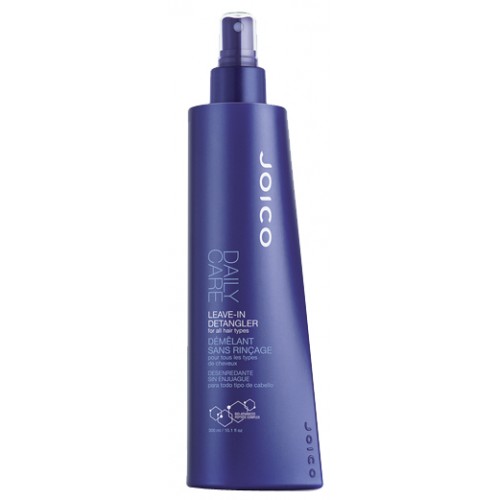 JOICO
DAILY
CARE
LEAVE-IN
DETANGLER
for all hair types
DÉMÊLANT
SANS RINÇAGE
pour tous les types
de cheveux
DESENREDANTE
SIN ENJUAGUE
para todo tipo de cabello
JOICO